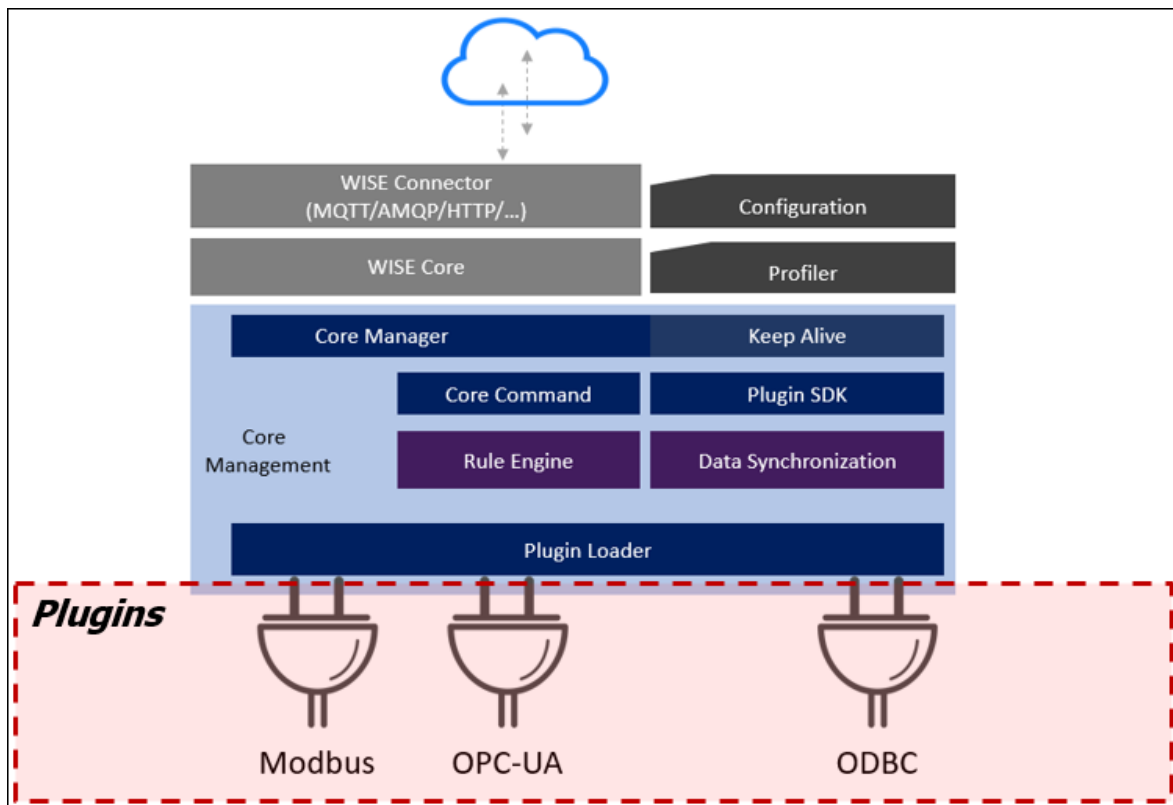 WISE Connector
(MQTT/AMQP/HTTP/...)
Configuration
WISE Core
Profiler
Core Manager
Keep Alive
Core Command
Plugin SDK
Core
Management
Rule Engine
Data Synchronization
Plugin Loader
Plugins
Modbus
OPC-UA
ODBC